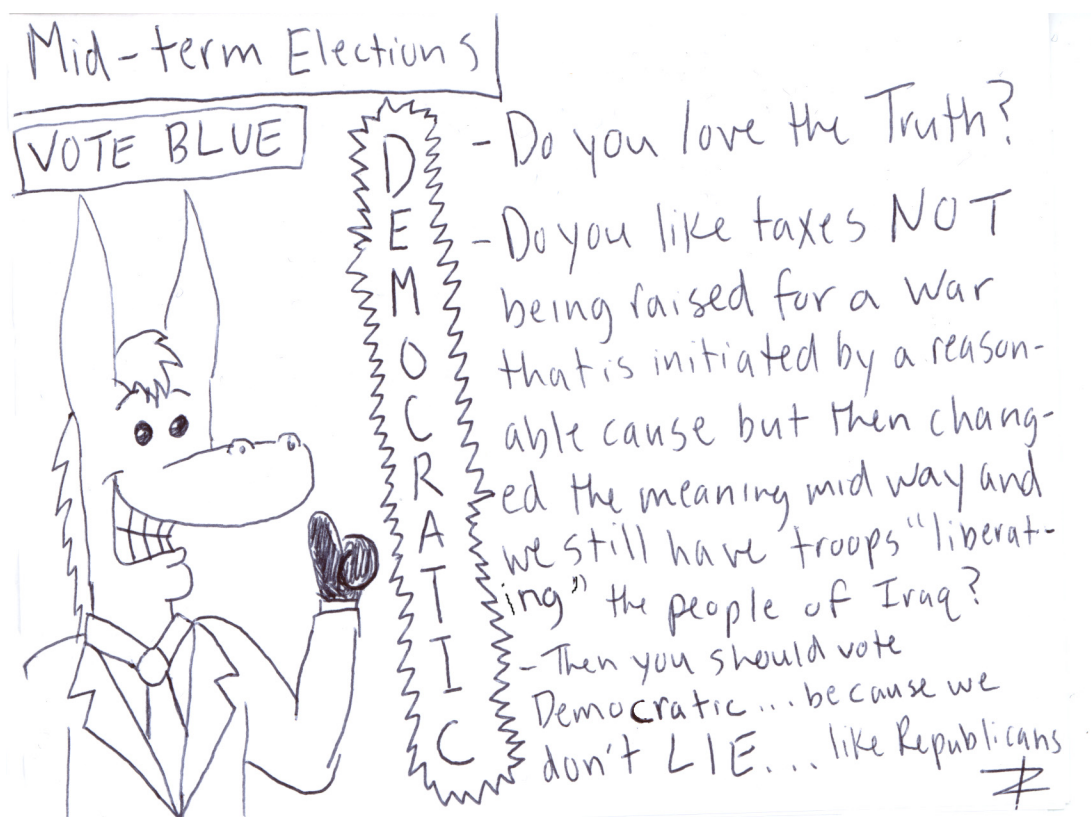 Mid-term Elections
VOTE BLUE
DEMOCRATIC
- Do you love the Truth?
- Do you like taxes NOT
being raised for a war
that is initiated by a reason-
able cause but then chang-
ed the meaning mid way and
we still have troops "liberat-
ing" the people of Iraq?
- Then you should vote
Democratic... because we
don't LIE... like Republicans